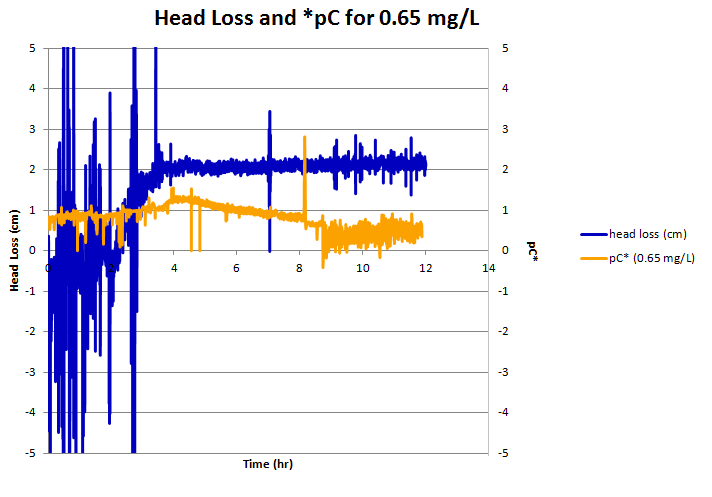 Head Loss and *pC for 0.65 mg/L
5 5
4 4
3 3
2 2
1 1
0 0
0 2 4 6 8 10 12 14
-1 -1
-2 -2
-3 -3
-4 -4
-5 -5
Head Loss (cm)
Time (hr)
pC*
head loss (cm)
pC* (0.65 mg/L)